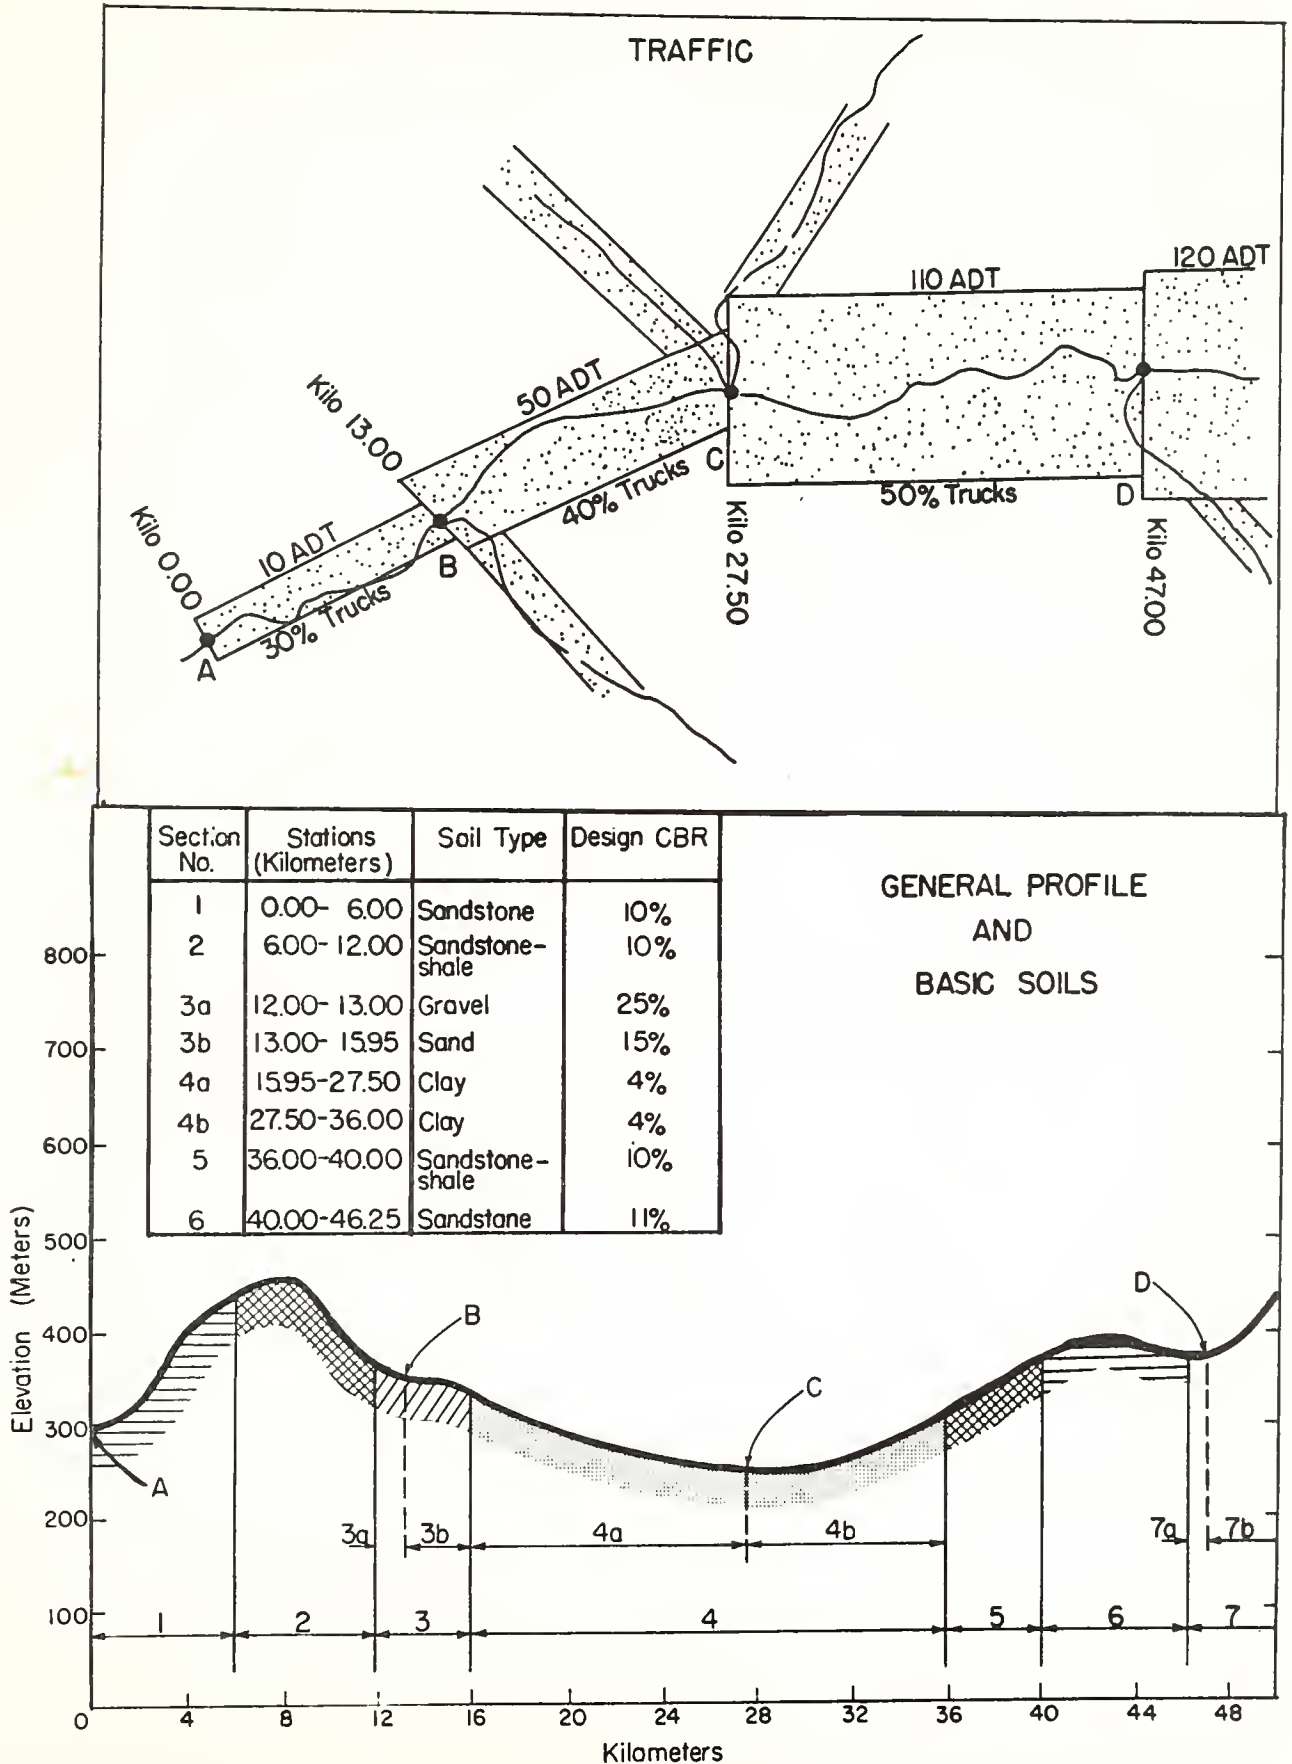 TRAFFIC
120 ADT
110 ADT
50 ADT
Kilo 13.00
40% Trucks
C
50% Trucks
D
Kilo 0.00
10 ADT
B
Kilo 27.50
Kilo 47.00
30% Trucks
A
Section No. Stations (Kilometers) Soil Type Design CBR
1 0.00- 6.00 Sandstone 10%
2 6.00-12.00 Sandstone-shale 10%
3a 12.00-13.00 Gravel 25%
3b 13.00-15.95 Sand 15%
4a 15.95-27.50 Clay 4%
4b 27.50-36.00 Clay 4%
5 36.00-40.00 Sandstone-shale 10%
6 40.00-46.25 Sandstone 11%
GENERAL PROFILE
AND
BASIC SOILS
Elevation (Meters)
800
700
600
500
400
300
200
100
A
B
C
D
3a 3b 4a 4b 7a 7b
1 2 3 4 5 6 7
0 4 8 12 16 20 24 28 32 36 40 44 48
Kilometers